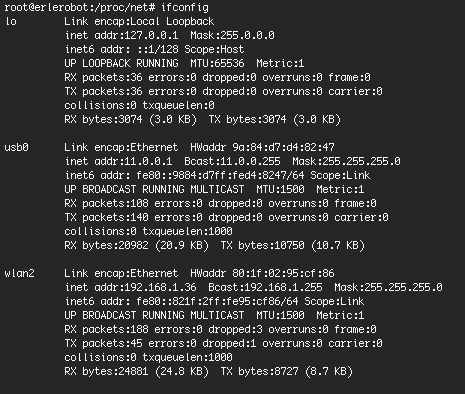 root@erlerobot:/proc/net# ifconfig
lo Link encap:Local Loopback
inet addr:127.0.0.1 Mask:255.0.0.0
inet6 addr: ::1/128 Scope:Host
UP LOOPBACK RUNNING MTU:65536 Metric:1
RX packets:36 errors:0 dropped:0 overruns:0 frame:0
TX packets:36 errors:0 dropped:0 overruns:0 carrier:0
collisions:0 txqueuelen:0
RX bytes:3074 (3.0 KB) TX bytes:3074 (3.0 KB)
usb0 Link encap:Ethernet HWaddr 9a:84:d7:d4:82:47
inet addr:11.0.0.1 Bcast:11.0.0.255 Mask:255.255.255.0
inet6 addr: fe80::9884:d7ff:fed4:8247/64 Scope:Link
UP BROADCAST RUNNING MULTICAST MTU:1500 Metric:1
RX packets:108 errors:0 dropped:0 overruns:0 frame:0
TX packets:140 errors:0 dropped:0 overruns:0 carrier:0
collisions:0 txqueuelen:1000
RX bytes:20982 (20.9 KB) TX bytes:10750 (10.7 KB)
wlan2 Link encap:Ethernet HWaddr 80:1f:02:95:cf:86
inet addr:192.168.1.36 Bcast:192.168.1.255 Mask:255.255.255.0
inet6 addr: fe80::821f:2ff:fe95:cf86/64 Scope:Link
UP BROADCAST RUNNING MULTICAST MTU:1500 Metric:1
RX packets:188 errors:0 dropped:3 overruns:0 frame:0
TX packets:45 errors:0 dropped:1 overruns:0 carrier:0
collisions:0 txqueuelen:1000
RX bytes:24881 (24.8 KB) TX bytes:8727 (8.7 KB)